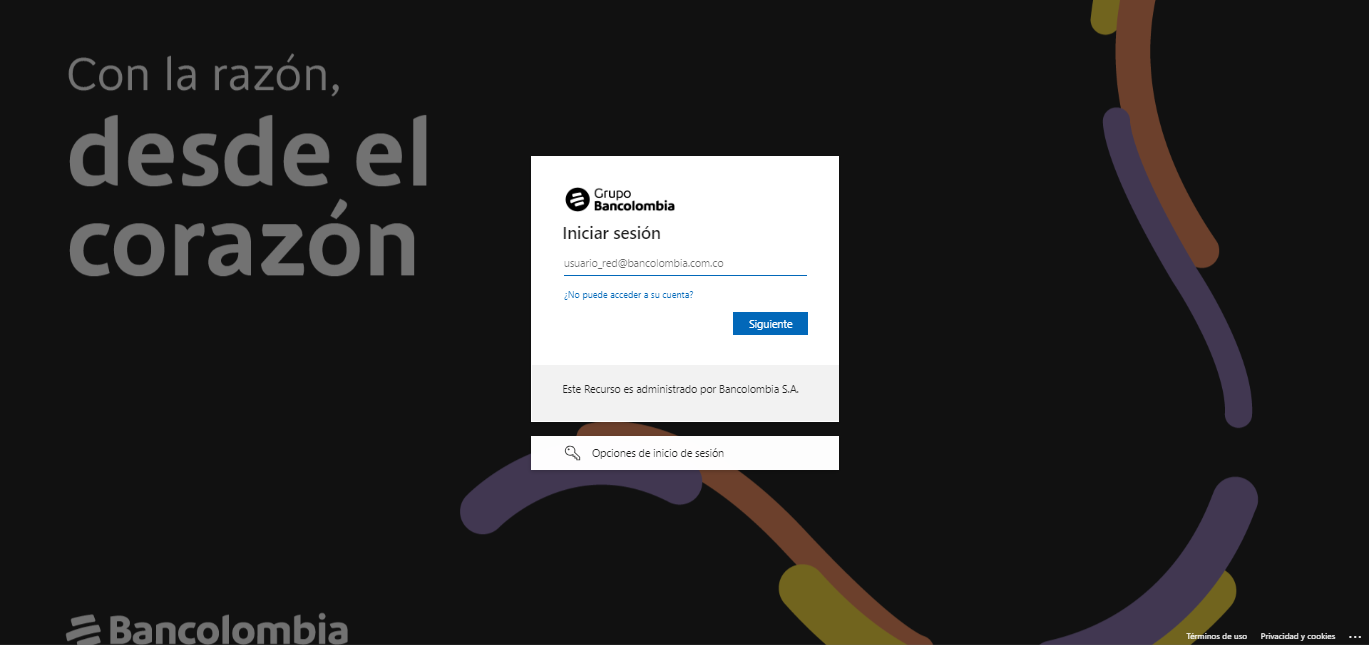 Con la razón,
desde el
corazón
Grupo
Bancolombia
Iniciar sesión
usuario_red@bancolombia.com.co
¿No puede acceder a su cuenta?
Siguiente
Este Recurso es administrado por Bancolombia S.A.
Opciones de inicio de sesión
Bancolombia
Términos de uso
Privacidad y cookies
...